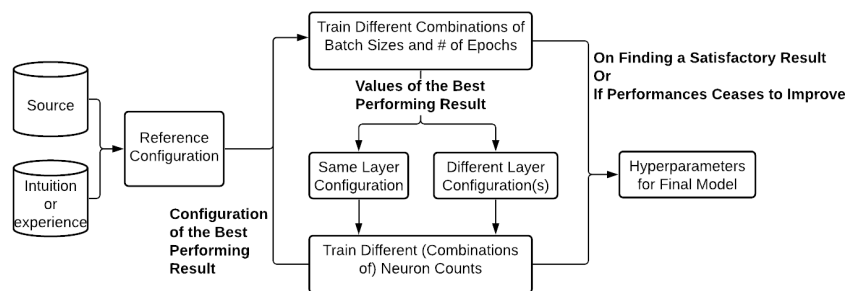 Source
Intuition
or
experience
Reference
Configuration
Configuration
of the Best
Performing
Result
Train Different Combinations of
Batch Sizes and # of Epochs
Values of the Best
Performing Result
Same Layer
Configuration
Different Layer
Configuration(s)
Train Different (Combinations
of) Neuron Counts
On Finding a Satisfactory Result
Or
If Performances Ceases to Improve
Hyperparameters
for Final Model